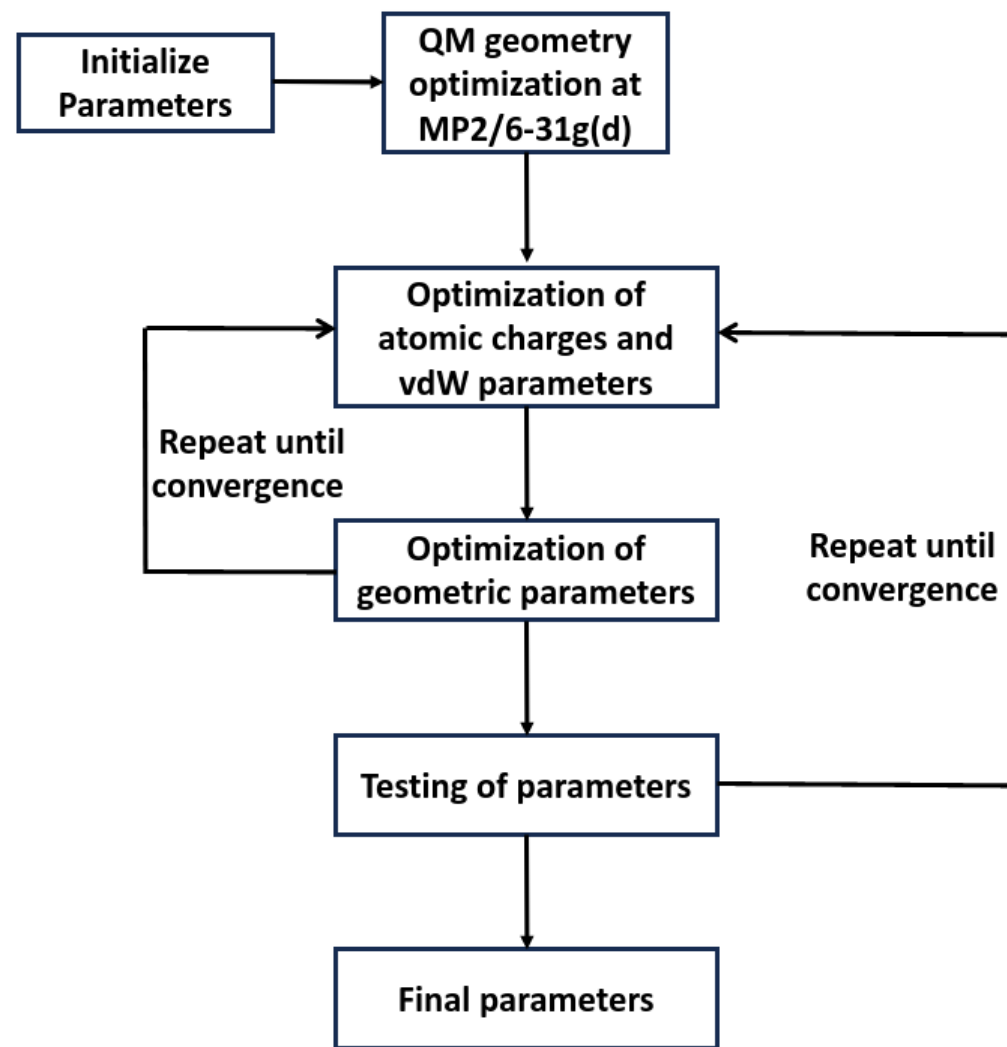 Initialize
Parameters
QM geometry
optimization at
MP2/6-31g(d)
Optimization of
atomic charges and
vdW parameters
Repeat until
convergence
Optimization of
geometric parameters
Repeat until
convergence
Testing of parameters
Final parameters